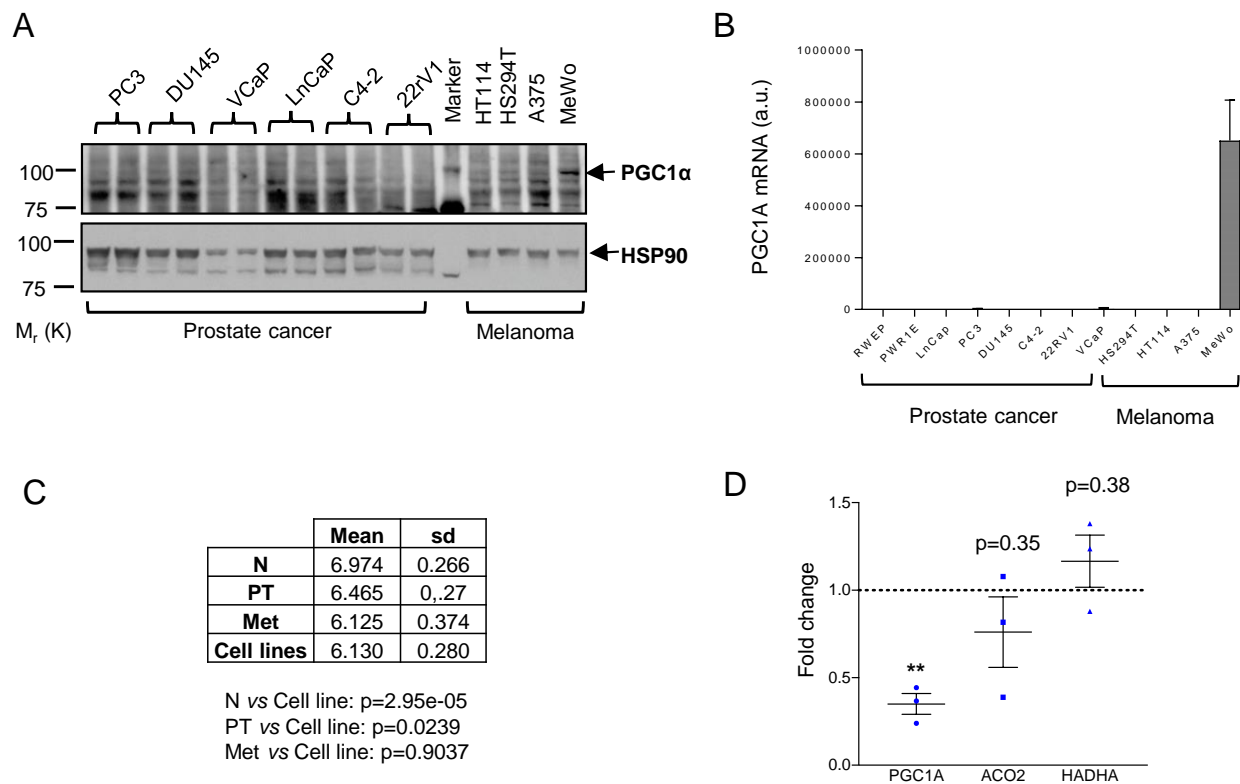 A
PC3 DU145 VCaP LnCaP C4-2 22rV1 Marker HT114 HS294T A375 MeWo
100
PGC1α
75
100
HSP90
75
Mr (K) Prostate cancer Melanoma
B
PGC1A mRNA (a.u.)
1000000
800000
600000
400000
200000
0
RWEP PWR1E LnCap PC3 DU145 C4-2 22RV1 VCaP HS294T HT114 A375 MeWo
Prostate cancer Melanoma
C
Mean sd
N 6.974 0.266
PT 6.465 0,.27
Met 6.125 0.374
Cell lines 6.130 0.280
N vs Cell line: p=2.95e-05
PT vs Cell line: p=0.0239
Met vs Cell line: p=0.9037
D
Fold change
p=0.38
1.5
p=0.35
1.0
**
0.5
0.0
PGC1A ACO2 HADHA